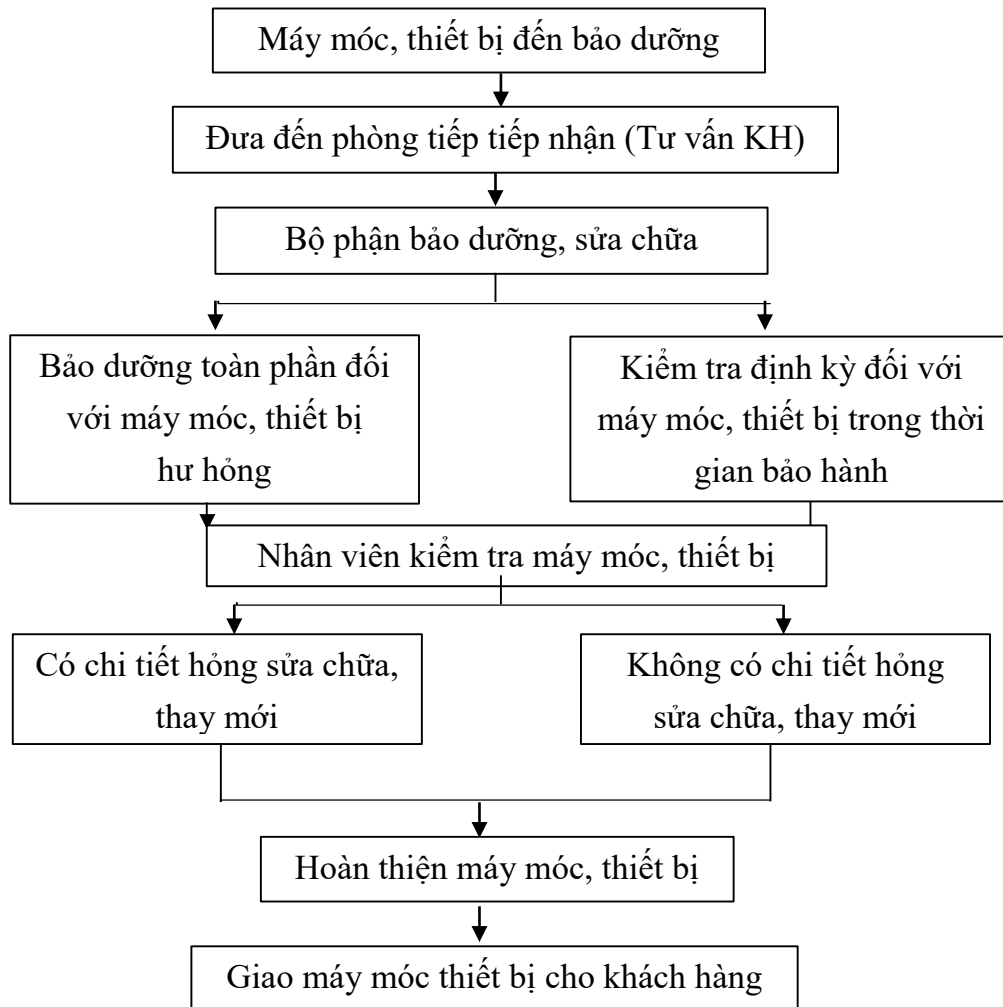 Máy móc, thiết bị đến bảo dưỡng
Đưa đến phòng tiếp tiếp nhận (Tư vấn KH)
Bộ phận bảo dưỡng, sửa chữa
Bảo dưỡng toàn phần đối
với máy móc, thiết bị
hư hỏng
Kiểm tra định kỳ đối với
máy móc, thiết bị trong thời
gian bảo hành
Nhân viên kiểm tra máy móc, thiết bị
Có chi tiết hỏng sửa chữa,
thay mới
Không có chi tiết hỏng
sửa chữa, thay mới
Hoàn thiện máy móc, thiết bị
Giao máy móc thiết bị cho khách hàng